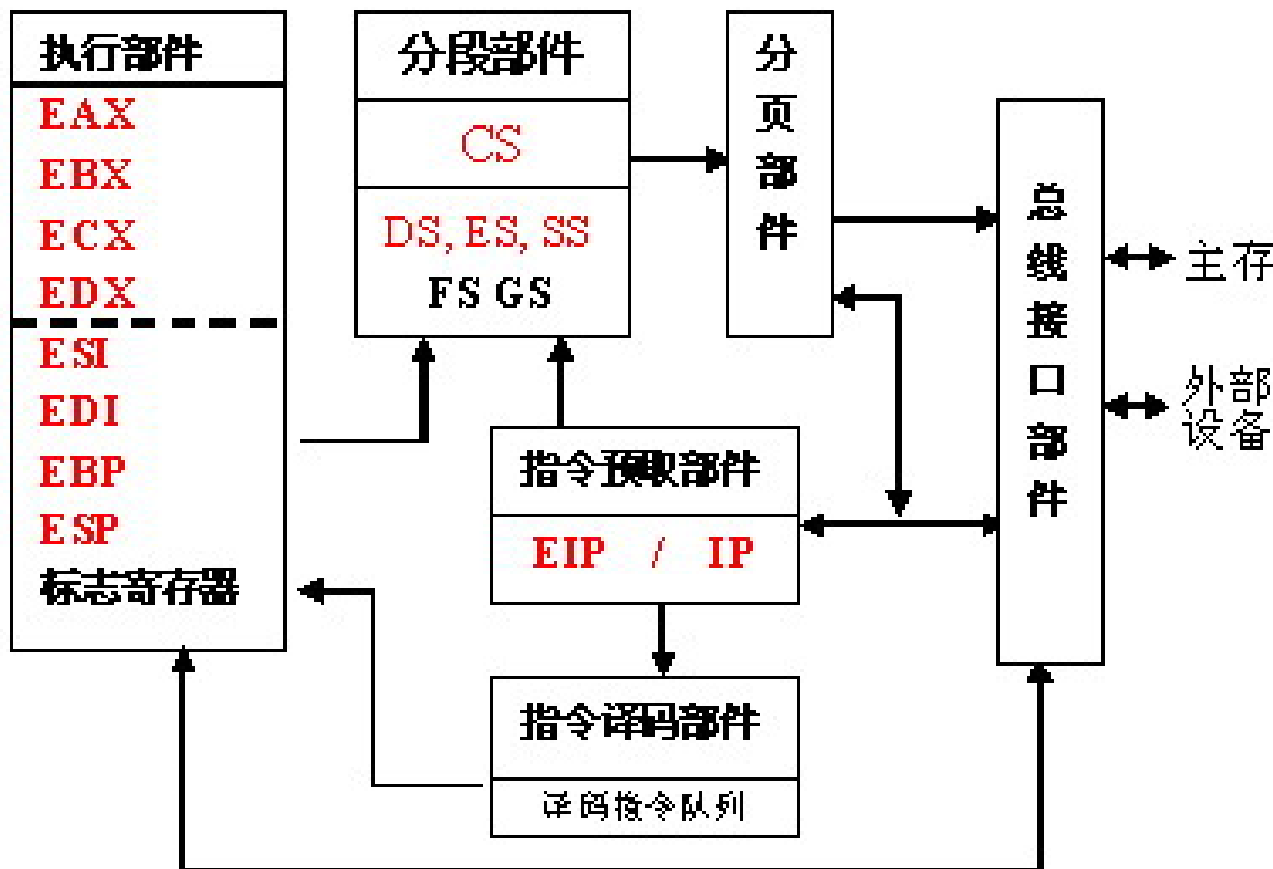 执行部件
EAX
EBX
ECX
EDX
ESI
EDI
EBP
ESP
标志寄存器
分段部件
CS
DS, ES, SS
FS GS
分页部件
指令预取部件
EIP / IP
指令译码部件
译码指令队列
总线接口部件
主存
外部
设备